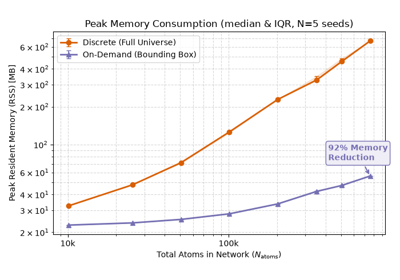 Peak Memory Consumption (median & IQR, N=5 seeds)
Discrete (Full Universe)
On-Demand (Bounding Box)
Peak Resident Memory (RSS) [MB]
6 × 10²
4 × 10²
3 × 10²
2 × 10²
10²
6 × 10¹
4 × 10¹
3 × 10¹
2 × 10¹
92% Memory
Reduction
10k
100k
Total Atoms in Network (N_atoms)